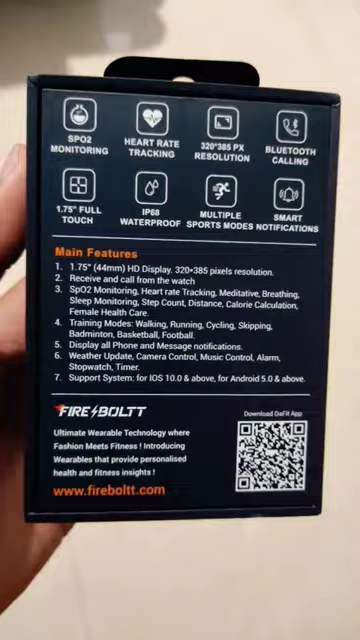 SPO2
MONITORING
HEART RATE
TRACKING
320*385 PX
RESOLUTION
BLUETOOTH
CALLING
1.75" FULL
TOUCH
IP68
WATERPROOF
MULTIPLE
SPORTS MODES
SMART
NOTIFICATIONS
Main Features
1. 1.75" (44mm) HD Display. 320*385 pixels resolution.
2. Receive and call from the watch
3. SpO2 Monitoring, Heart rate Tracking, Meditative, Breathing,
Sleep Monitoring, Step Count, Distance, Calorie Calculation,
Female Health Care.
4. Training Modes: Walking, Running, Cycling, Skipping,
Badminton, Basketball, Football.
5. Display all Phone and Message notifications.
6. Weather Update, Camera Control, Music Control, Alarm,
Stopwatch, Timer.
7. Support System: for IOS 10.0 & above, for Android 5.0 & above.
FIRE BOLTT
Ultimate Wearable Technology where
Fashion Meets Fitness ! Introducing
Wearables that provide personalised
health and fitness insights !
www.fireboltt.com
Download DaFit App